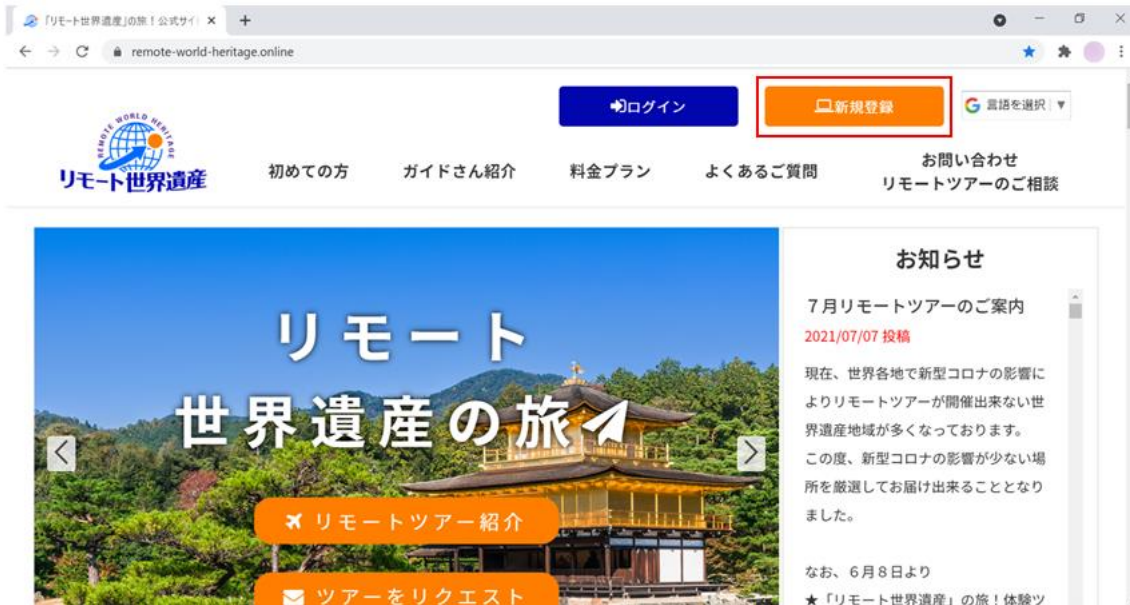 「リモート世界遺産」の旅！公式サイ
remote-world-heritage.online
ログイン
新規登録
G 言語を選択 ▼
REMOTE WORLD HERITAGE
リモート世界遺産
初めての方
ガイドさん紹介
料金プラン
よくあるご質問
お問い合わせ
リモートツアーのご相談
リモート
世界遺産の旅
リモートツアー紹介
ツアーをリクエスト
お知らせ
７月リモートツアーのご案内
2021/07/07 投稿
現在、世界各地で新型コロナの影響に
よりリモートツアーが開催出来ない世
界遺産地域が多くなっております。
この度、新型コロナの影響が少ない場
所を厳選してお届け出来ることとなり
ました。
なお、６月８日より
★「リモート世界遺産」の旅！体験ツ